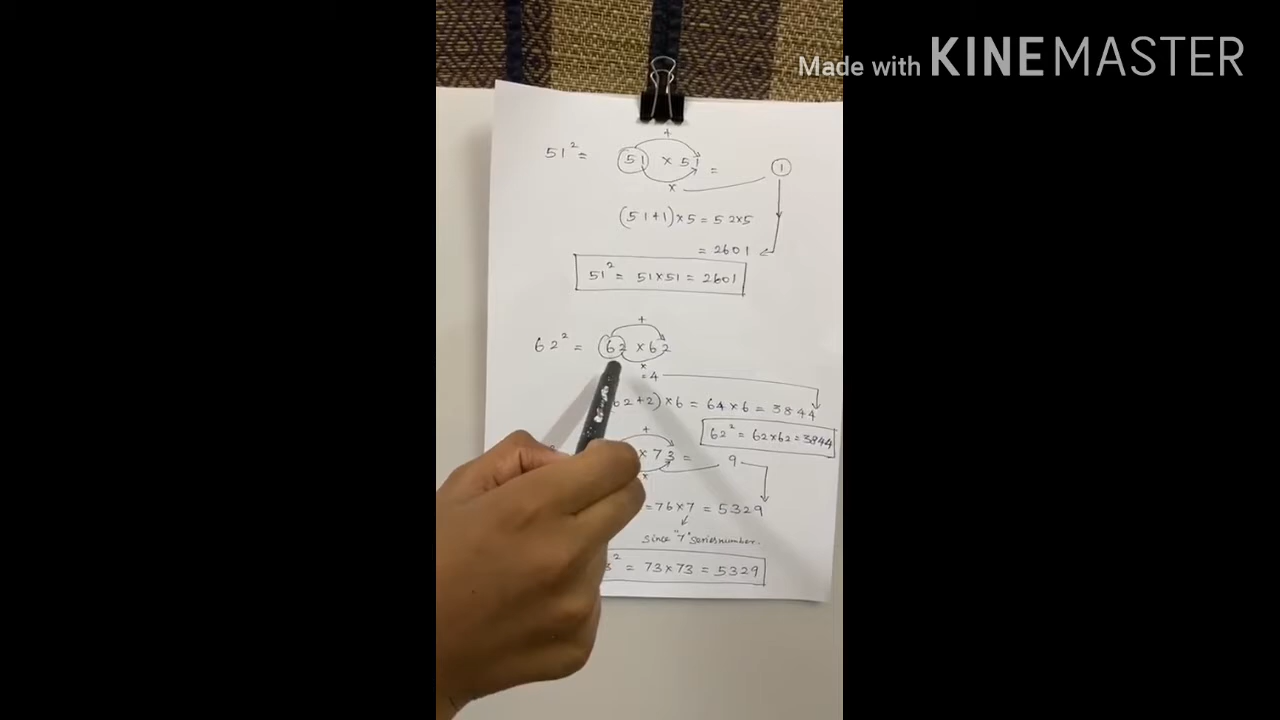 Made with KINEMASTER
+
51² = 51 × 51 = 1
×
(51+1)×5 = 52×5
= 2601
51² = 51×51 = 2601
+
62² = 62 × 62
×
= 4
62+2)×6 = 64×6 = 3844
62² = 62×62 = 3844
+
× 73 = 9
×
= 76×7 = 5329
since "7" series number.
3² = 73×73 = 5329